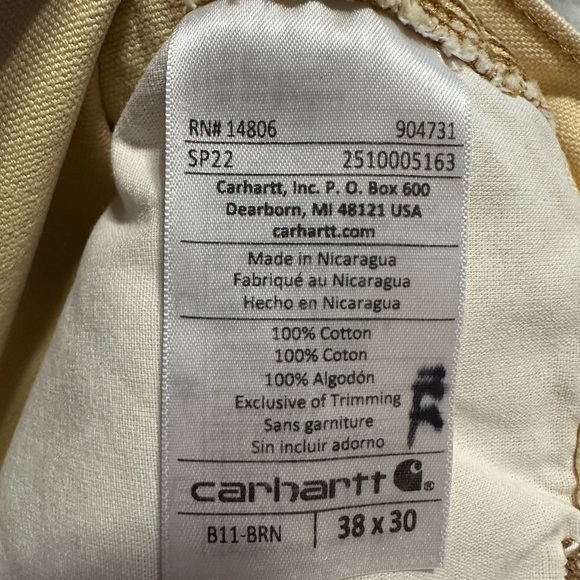 RN# 14806 904731
SP22 2510005163
Carhartt, Inc. P. O. Box 600
Dearborn, MI 48121 USA
carhartt.com
Made in Nicaragua
Fabriqué au Nicaragua
Hecho en Nicaragua
100% Cotton
100% Coton
100% Algodón
Exclusive of Trimming
Sans garniture
Sin incluir adorno
carhartt ®
B11-BRN 38 x 30